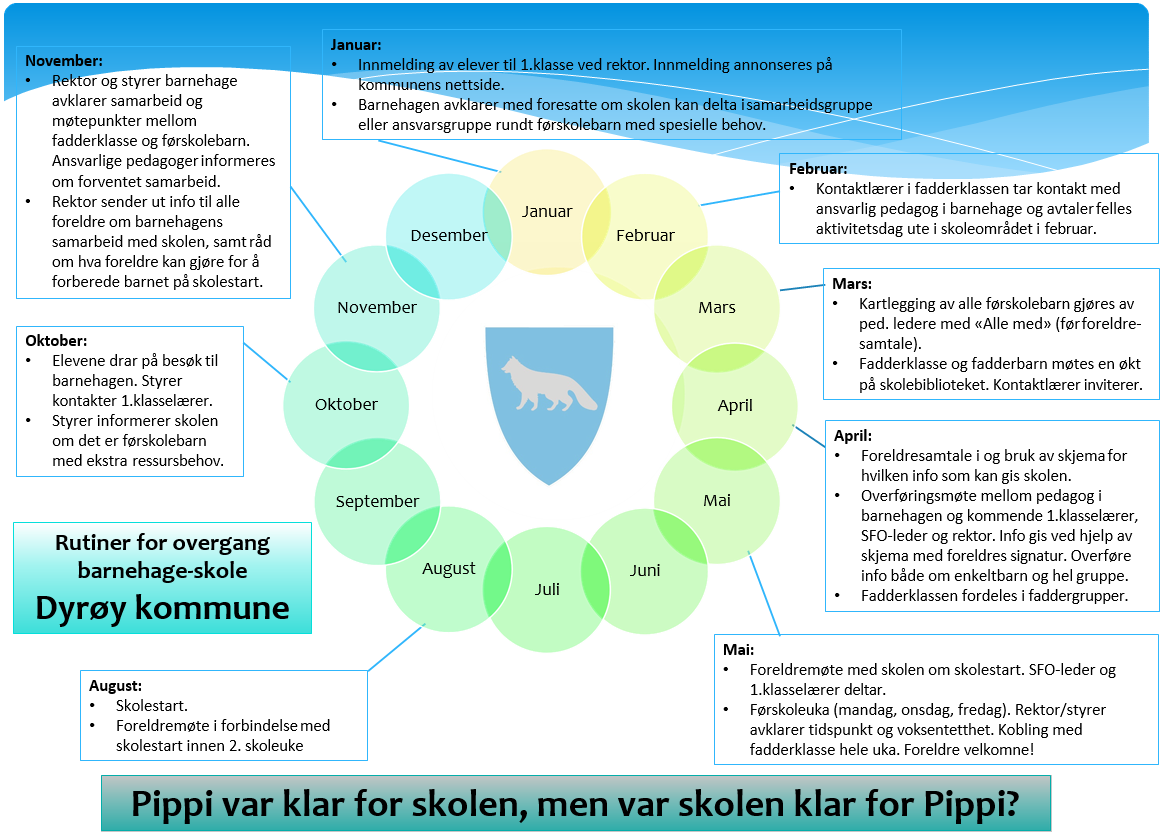 November:
• Rektor og styrer barnehage
avklarer samarbeid og
møtepunkter mellom
fadderklasse og førskolebarn.
Ansvarlige pedagoger informeres
om forventet samarbeid.
• Rektor sender ut info til alle
foreldre om barnehagens
samarbeid med skolen, samt råd
om hva foreldre kan gjøre for å
forberede barnet på skolestart.
Januar:
• Innmelding av elever til 1.klasse ved rektor. Innmelding annonseres på
kommunens nettside.
• Barnehagen avklarer med foresatte om skolen kan delta i samarbeidsgruppe
eller ansvarsgruppe rundt førskolebarn med spesielle behov.
Februar:
• Kontaktlærer i fadderklassen tar kontakt med
ansvarlig pedagog i barnehage og avtaler felles
aktivitetsdag ute i skoleområdet i februar.
Mars:
• Kartlegging av alle førskolebarn gjøres av
ped. ledere med «Alle med» (før foreldre-
samtale).
• Fadderklasse og fadderbarn møtes en økt
på skolebiblioteket. Kontaktlærer inviterer.
April:
• Foreldresamtale i og bruk av skjema for
hvilken info som kan gis skolen.
• Overføringsmøte mellom pedagog i
barnehagen og kommende 1.klasselærer,
SFO-leder og rektor. Info gis ved hjelp av
skjema med foreldres signatur. Overføre
info både om enkeltbarn og hel gruppe.
• Fadderklassen fordeles i faddergrupper.
Mai:
• Foreldremøte med skolen om skolestart. SFO-leder og
1.klasselærer deltar.
• Førskoleuka (mandag, onsdag, fredag). Rektor/styrer
avklarer tidspunkt og voksentetthet. Kobling med
fadderklasse hele uka. Foreldre velkomne!
Oktober:
• Elevene drar på besøk til
barnehagen. Styrer
kontakter 1.klasselærer.
• Styrer informerer skolen
om det er førskolebarn
med ekstra ressursbehov.
Januar
Februar
Mars
April
Mai
Juni
Juli
August
September
Oktober
November
Desember
Rutiner for overgang
barnehage-skole
Dyrøy kommune
August:
• Skolestart.
• Foreldremøte i forbindelse med
skolestart innen 2. skoleuke
Pippi var klar for skolen, men var skolen klar for Pippi?